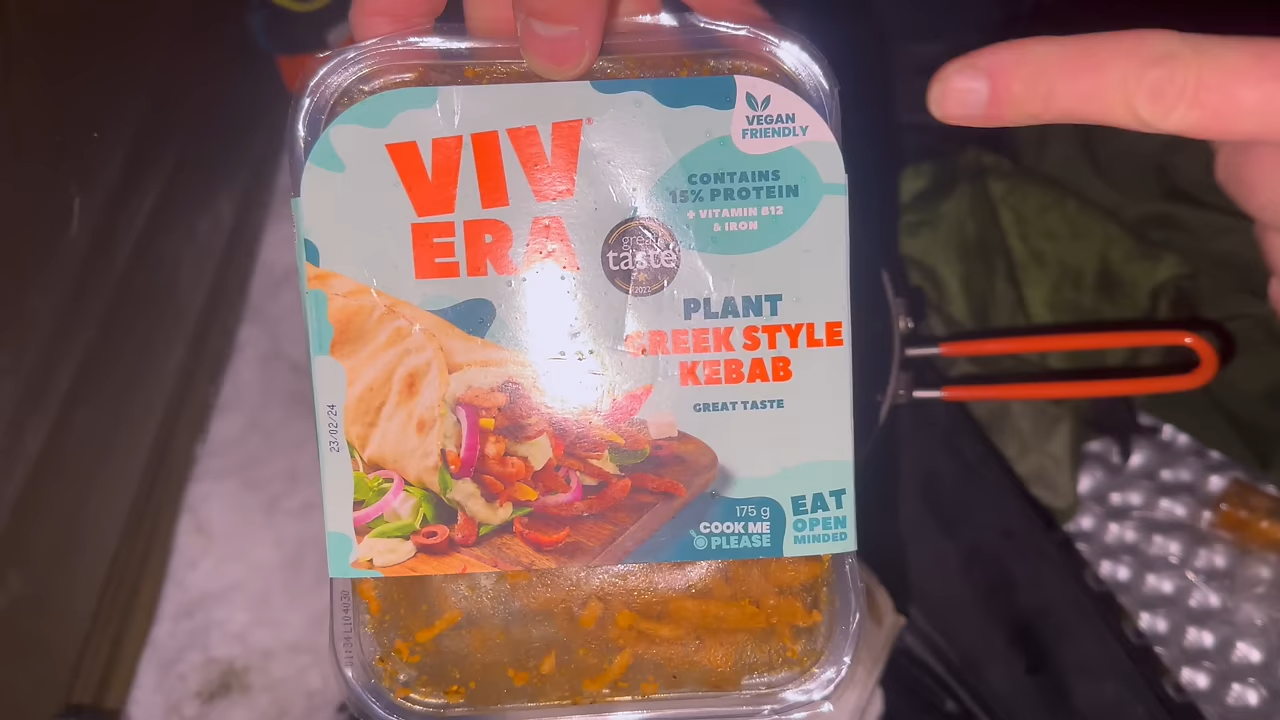 VIV
ERA
VEGAN
FRIENDLY
CONTAINS
15% PROTEIN
+ VITAMIN B12
& IRON
great
taste
2022
PLANT
GREEK STYLE
KEBAB
GREAT TASTE
23/02/24
175 g
COOK ME
PLEASE
EAT
OPEN
MINDED